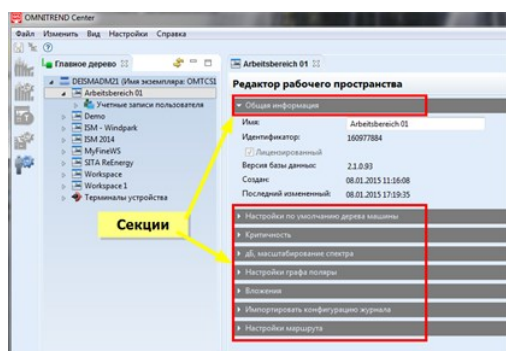 OMNITREND Center
Файл Изменить Вид Настройки Справка
Главное дерево
DEISMADM21 (Имя экземпляра: OMTCS1
Arbeitsbereich 01
Учетные записи пользователя
Demo
ISM - Windpark
ISM 2014
MyFineWS
SITA ReEnergy
Workspace
Workspace 1
Терминалы устройства
Секции
Arbeitsbereich 01
Редактор рабочего пространства
Общая информация
Имя: Arbeitsbereich 01
Идентификатор: 160977884
Лицензированный
Версия базы данных: 2.1.0.93
Создан: 08.01.2015 11:16:08
Последний измененный: 08.01.2015 17:19:35
Настройки по умолчанию дерева машины
Критичность
дБ, масштабирование спектра
Настройки графа поляры
Вложения
Импортировать конфигурацию журнала
Настройки маршрута